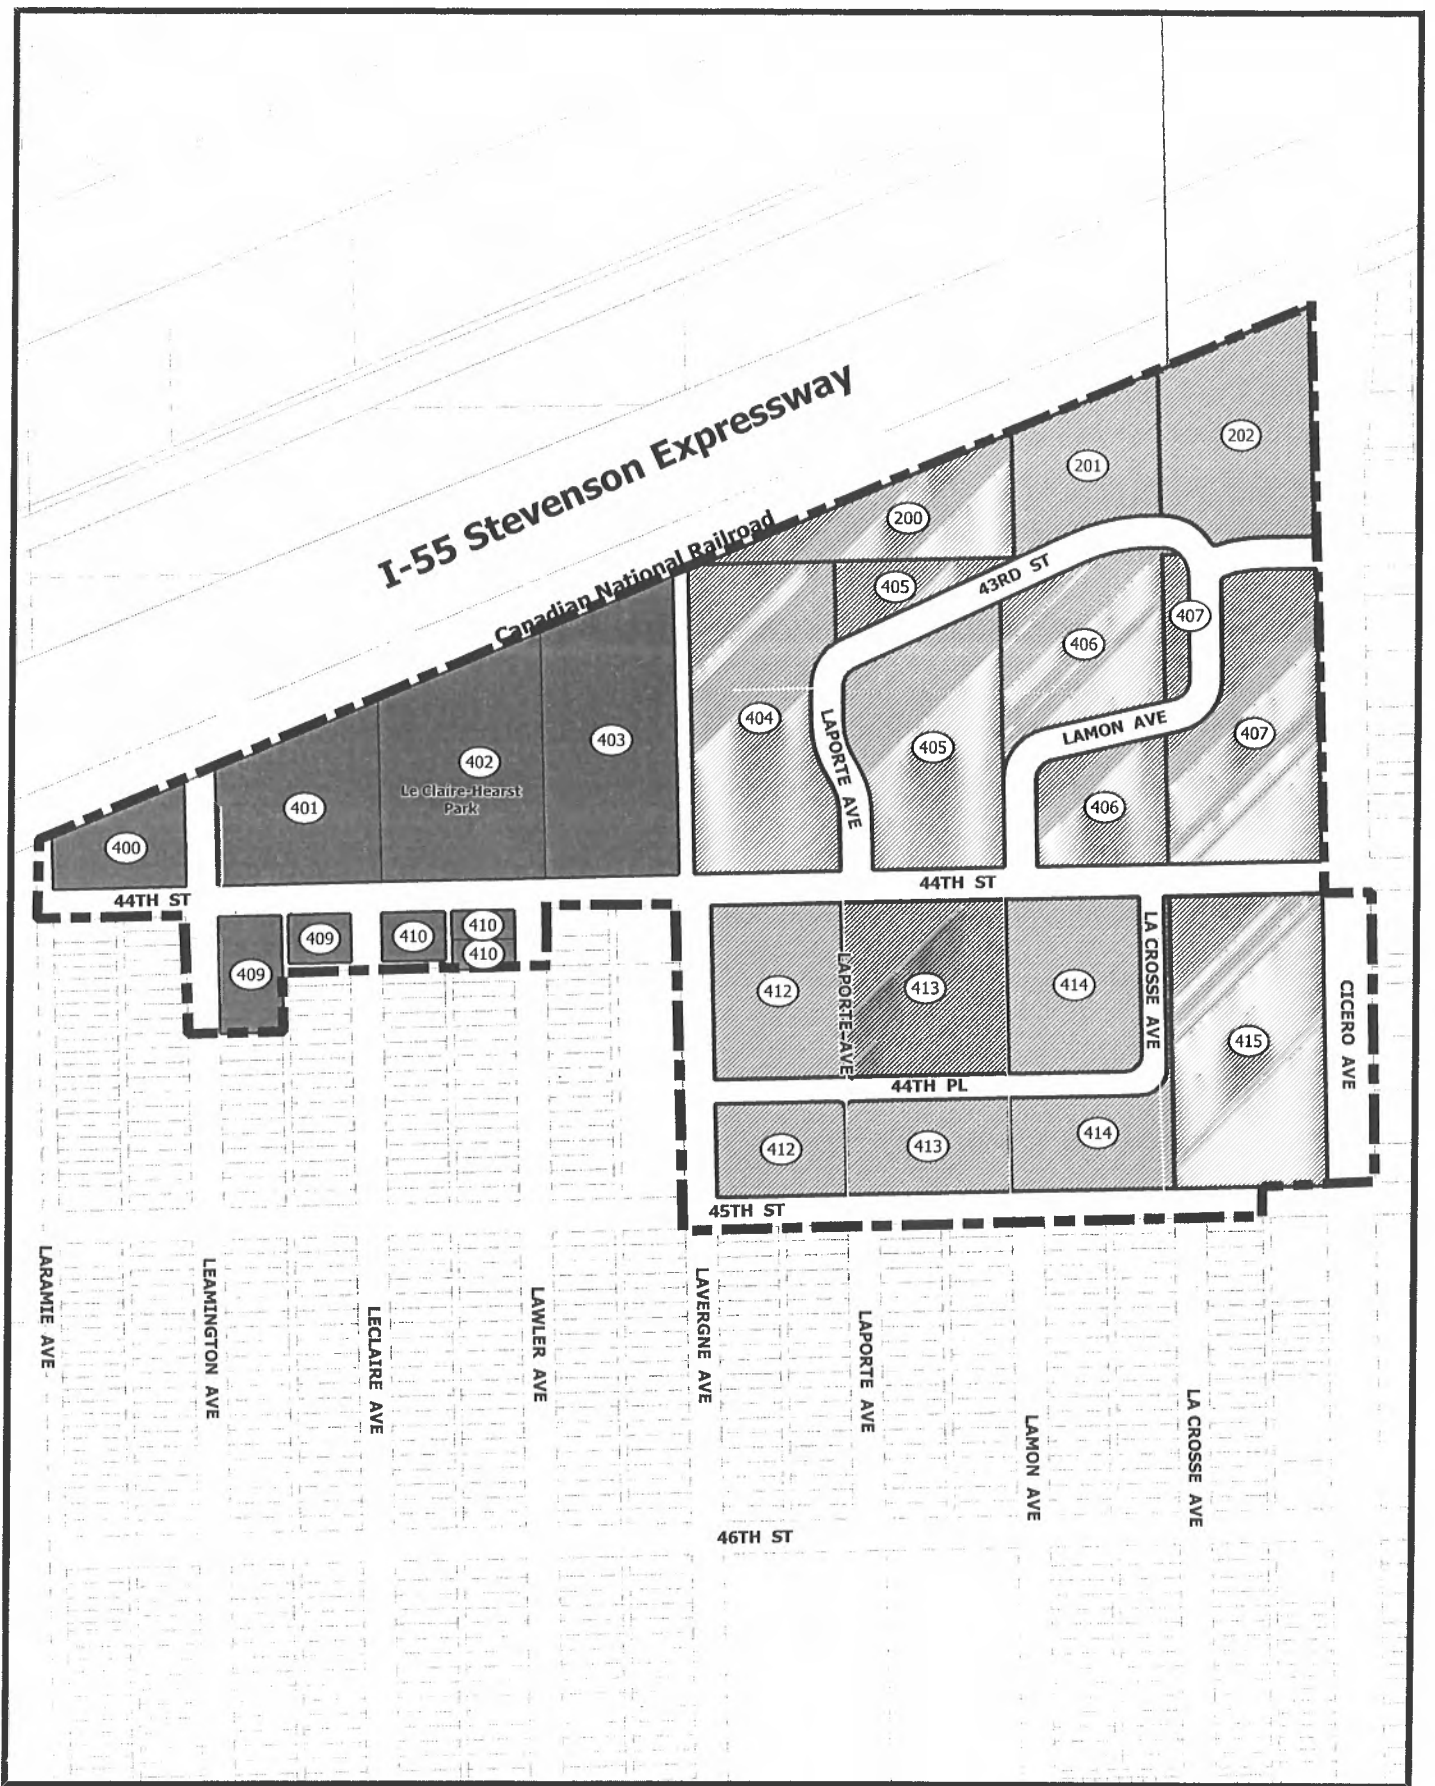 I-55 Stevenson Expressway
Canadian National Railroad
202
201
200
405
43RD ST
407
406
404
403
402
Le Claire-Hearst
Park
401
400
LAPORTE AVE
405
LAMON AVE
407
406
44TH ST
44TH ST
409
409
410
410
410
412
LAPORTE AVE
413
414
LA CROSSE AVE
415
CICERO AVE
44TH PL
412
413
414
45TH ST
LARAMIE AVE
LEAMINGTON AVE
LECLAIRE AVE
LAWLER AVE
LAVERGNE AVE
LAPORTE AVE
LAMON AVE
LA CROSSE AVE
46TH ST